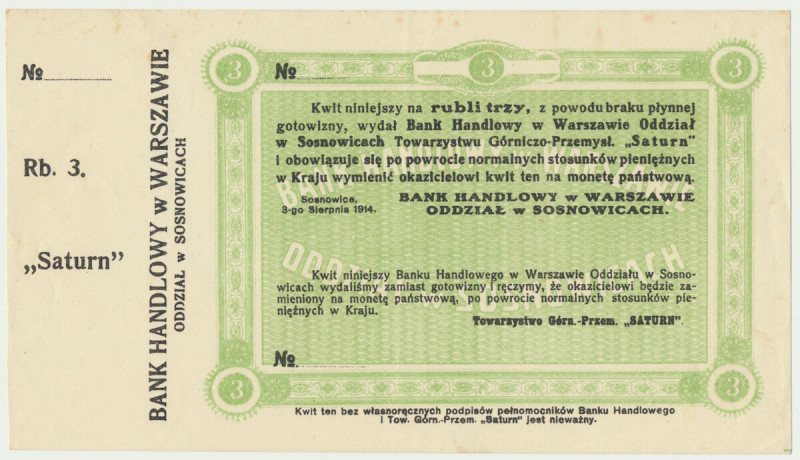 №
Rb. 3.
„Saturn”
BANK HANDLOWY w WARSZAWIE
ODDZIAŁ w SOSNOWICACH
3
3
3
№
Kwit niniejszy na rubli trzy, z powodu braku płynnej
gotowizny, wydał Bank Handlowy w Warszawie Oddział
w Sosnowicach Towarzystwu Górniczo-Przemysł. „Saturn”
i obowiązuje się po powrocie normalnych stosunków pieniężnych
w Kraju wymienić okazicielowi kwit ten na monetę państwową.
Sosnowice,
3-go Sierpnia 1914.
BANK HANDLOWY w WARSZAWIE
ODDZIAŁ w SOSNOWICACH.
BANK HANDLOWY w WARSZAWIE
ODDZIAŁ w SOSNOWICACH
Kwit niniejszy Banku Handlowego w Warszawie Oddziału w Sosno-
wicach wydaliśmy zamiast gotowizny i ręczymy, że okazicielowi będzie za-
mieniony na monetę państwową, po powrocie normalnych stosunków pie-
niężnych w Kraju.
Towarzystwo Górn.-Przem. „SATURN”.
№
3
3
Kwit ten bez własnoręcznych podpisów pełnomocników Banku Handlowego
i Tow. Górn.-Przem. „Saturn” jest nieważny.